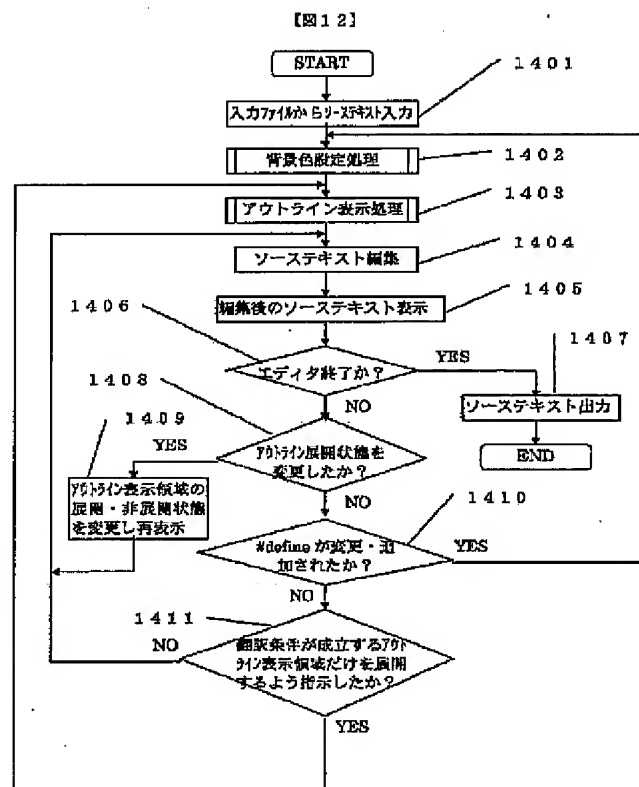 【図12】
START
1401
入力ファイルからソーステキスト入力
1402
背景色設定処理
1403
アウトライン表示処理
1404
ソーステキスト編集
1405
編集後のソーステキスト表示
1406
エディタ終了か?
YES
1407
ソーステキスト出力
END
NO
1408
アウトライン展開状態を
変更したか?
YES
1409
アウトライン表示領域の
展開・非展開状態
を変更し再表示
NO
1410
#defineが変更・追
加されたか?
YES
NO
1411
翻訳条件が成立するアウト
ライン表示領域だけを展開
するよう指示したか?
NO
YES